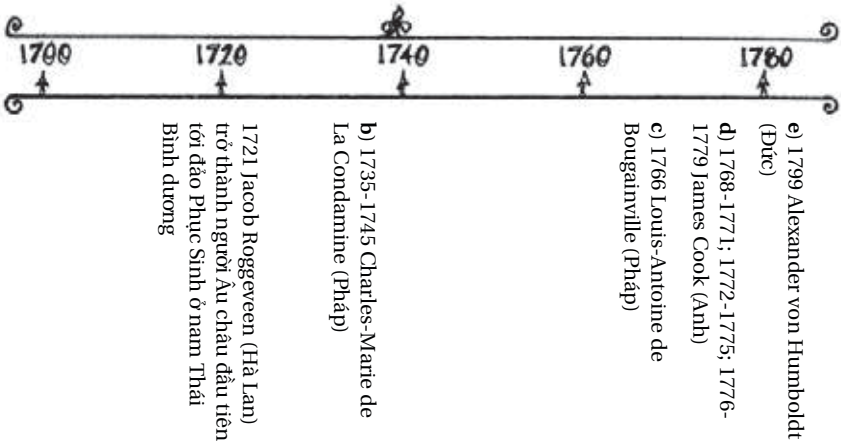 1700 1720 1740 1760 1780
1721 Jacob Roggeveen (Hà Lan)
trở thành người Âu châu đầu tiên
tới đảo Phục Sinh ở nam Thái
Bình dương
b) 1735-1745 Charles-Marie de
La Condamine (Pháp)
c) 1766 Louis-Antoine de
Bougainville (Pháp)
d) 1768-1771; 1772-1775; 1776-
1779 James Cook (Anh)
e) 1799 Alexander von Humboldt
(Đức)